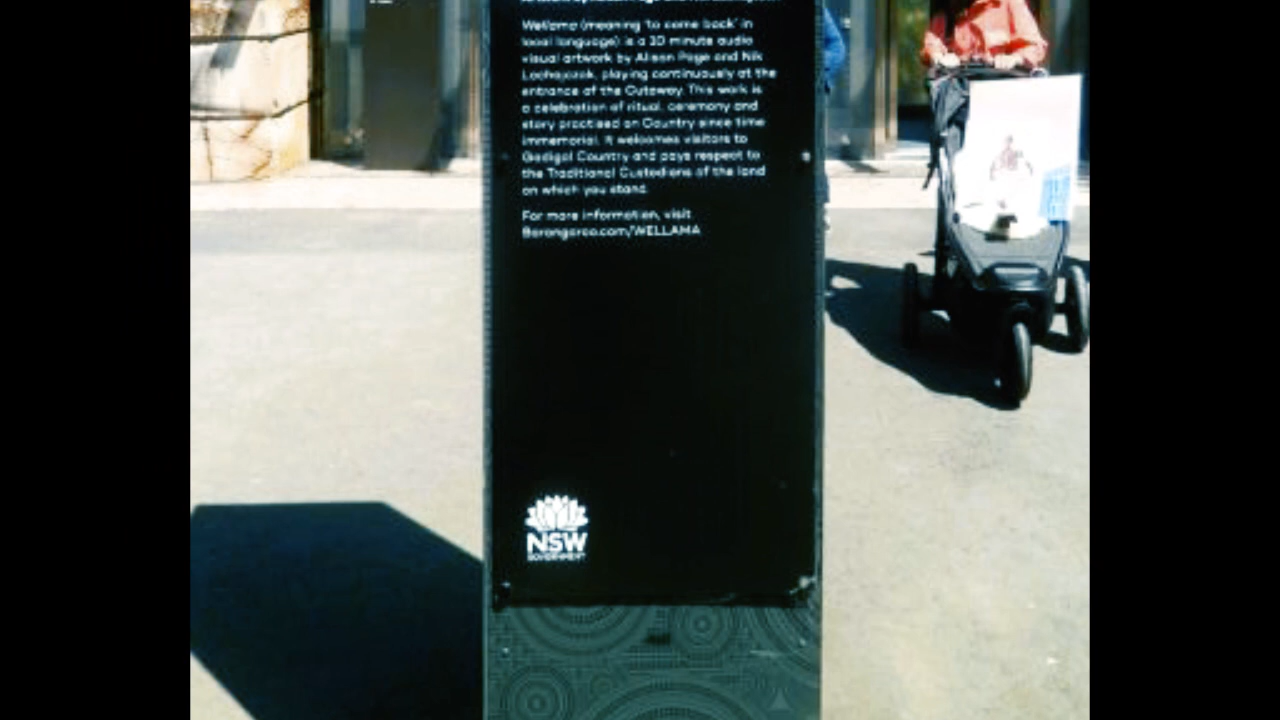 Wellama (meaning 'to come back' in
local language) is a 10 minute audio
visual artwork by Alison Page and Nik
Lachajczak, playing continuously at the
entrance of the Cutaway. This work is
a celebration of ritual, ceremony and
story practised on Country since time
immemorial. It welcomes visitors to
Gadigal Country and pays respect to
the Traditional Custodians of the land
on which you stand.
For more information, visit
Barangaroo.com/WELLAMA
NSW
GOVERNMENT